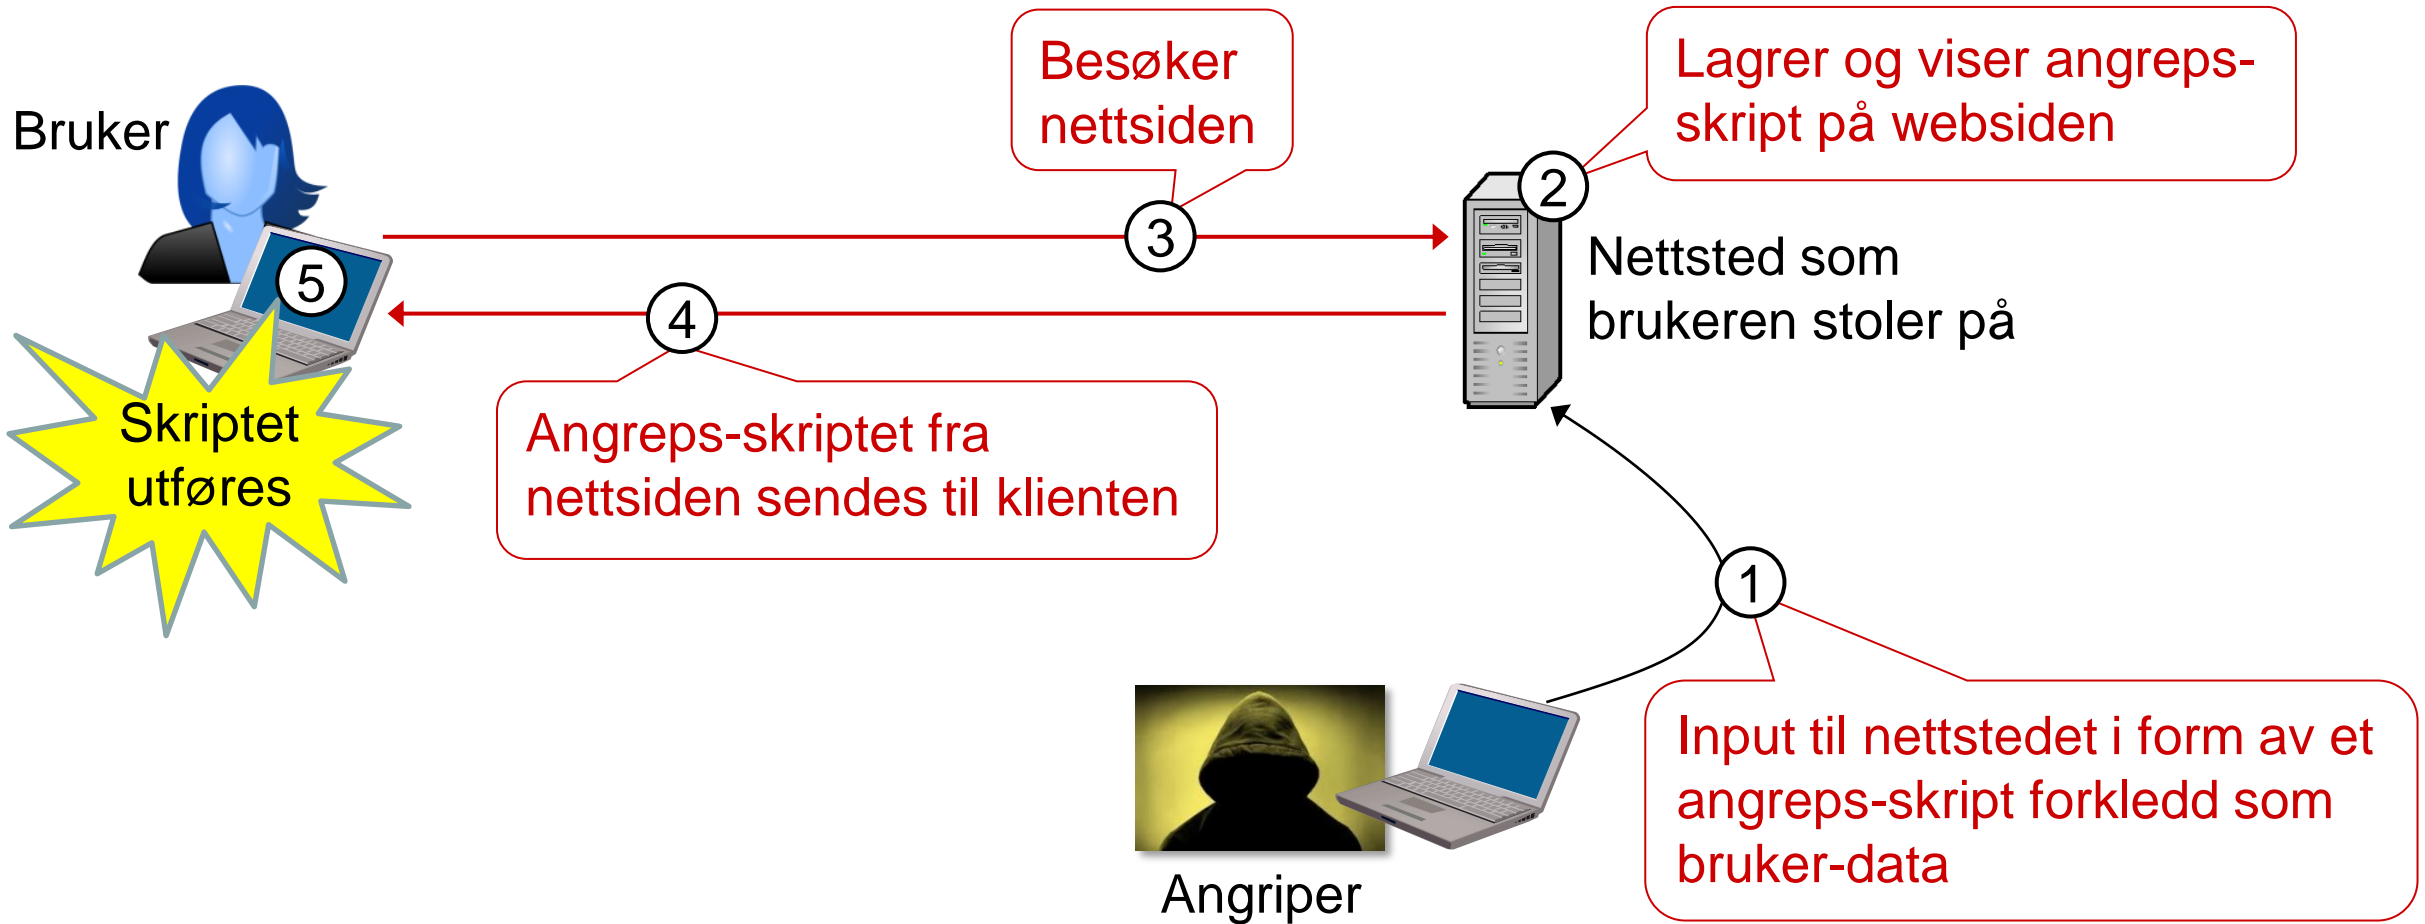 Besøker
nettsiden
Lagrer og viser angreps-
skript på websiden
Bruker
2
3
5
4
Nettsted som
brukeren stoler på
Skriptet
utføres
Angreps-skriptet fra
nettsiden sendes til klienten
1
Input til nettstedet i form av et
angreps-skript forkledd som
bruker-data
Angriper